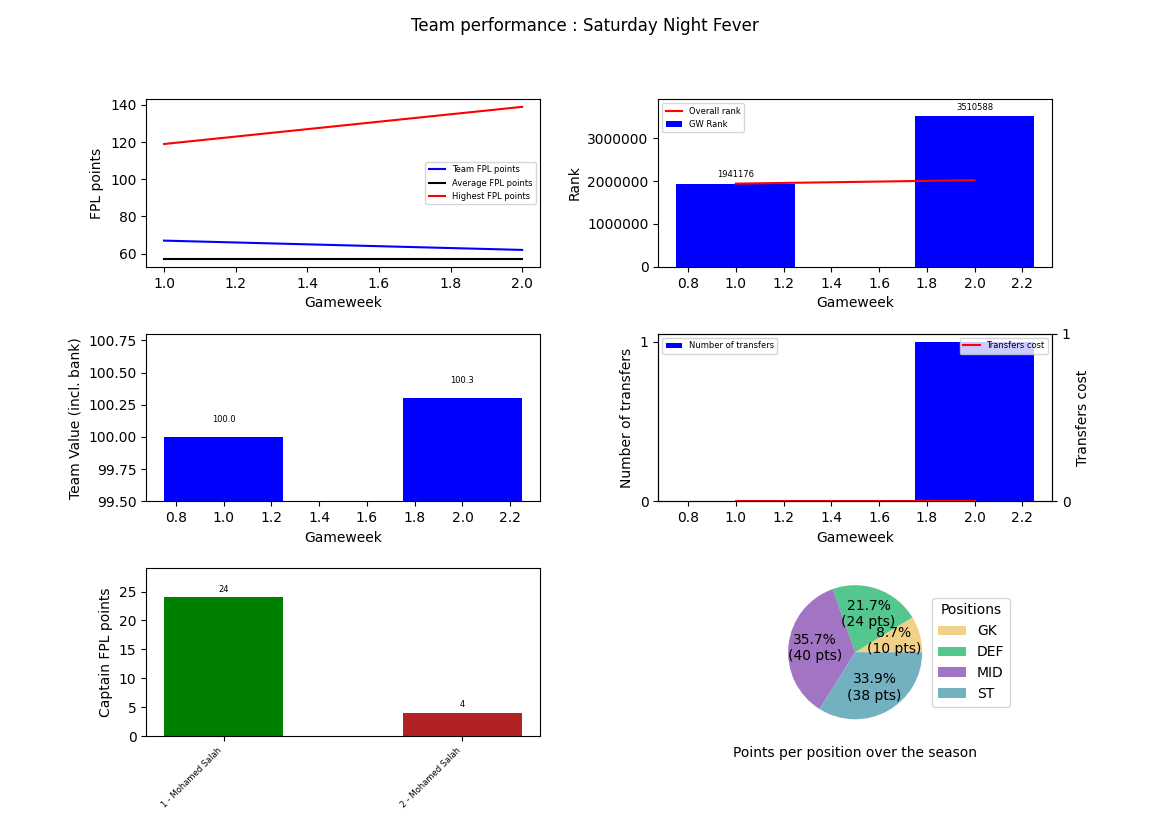 Team performance : Saturday Night Fever
FPL points
140
120
100
80
60
Team FPL points
Average FPL points
Highest FPL points
1.0 1.2 1.4 1.6 1.8 2.0
Gameweek
Rank
3000000
2000000
1000000
0
Overall rank
GW Rank
1941176
3510588
0.8 1.0 1.2 1.4 1.6 1.8 2.0 2.2
Gameweek
Team Value (incl. bank)
100.75
100.50
100.25
100.00
99.75
99.50
100.0
100.3
0.8 1.0 1.2 1.4 1.6 1.8 2.0 2.2
Gameweek
Number of transfers
1
0
Number of transfers
Transfers cost
1
0
Transfers cost
0.8 1.0 1.2 1.4 1.6 1.8 2.0 2.2
Gameweek
Captain FPL points
25
20
15
10
5
0
24
4
1 - Mohamed Salah
2 - Mohamed Salah
21.7%
(24 pts)
8.7%
(10 pts)
35.7%
(40 pts)
33.9%
(38 pts)
Positions
GK
DEF
MID
ST
Points per position over the season